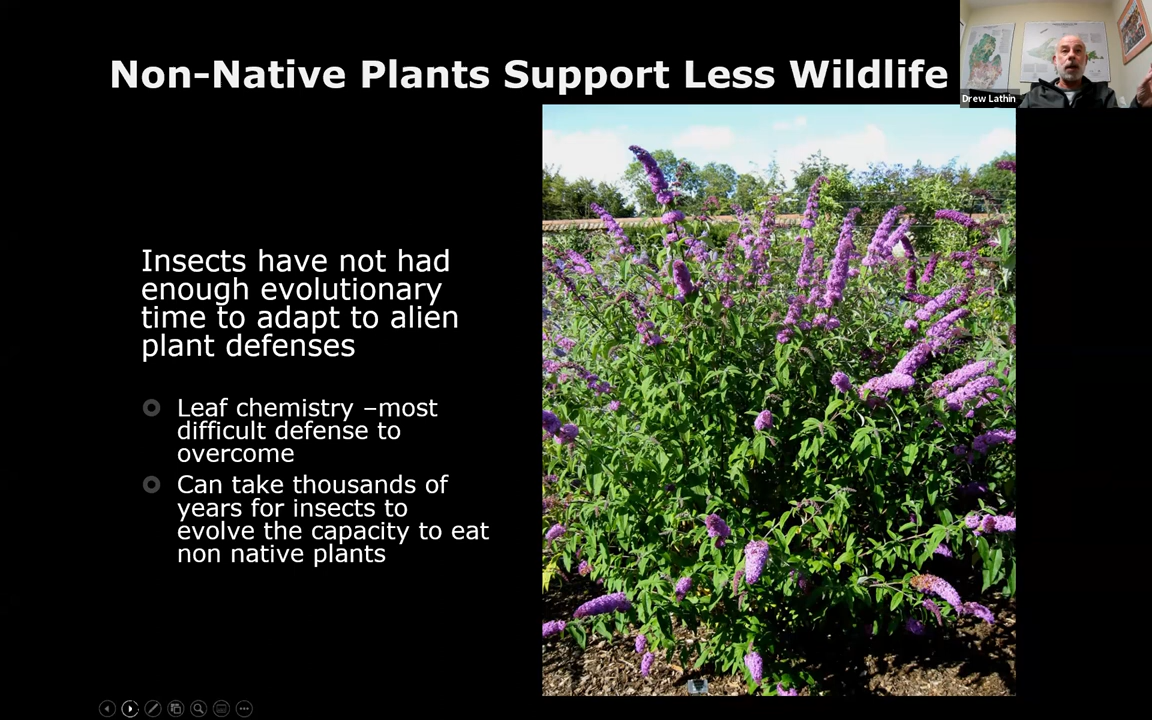 Non-Native Plants Support Less Wildlife
Drew Lathin
Insects have not had
enough evolutionary
time to adapt to alien
plant defenses
Leaf chemistry –most
difficult defense to
overcome
Can take thousands of
years for insects to
evolve the capacity to eat
non native plants